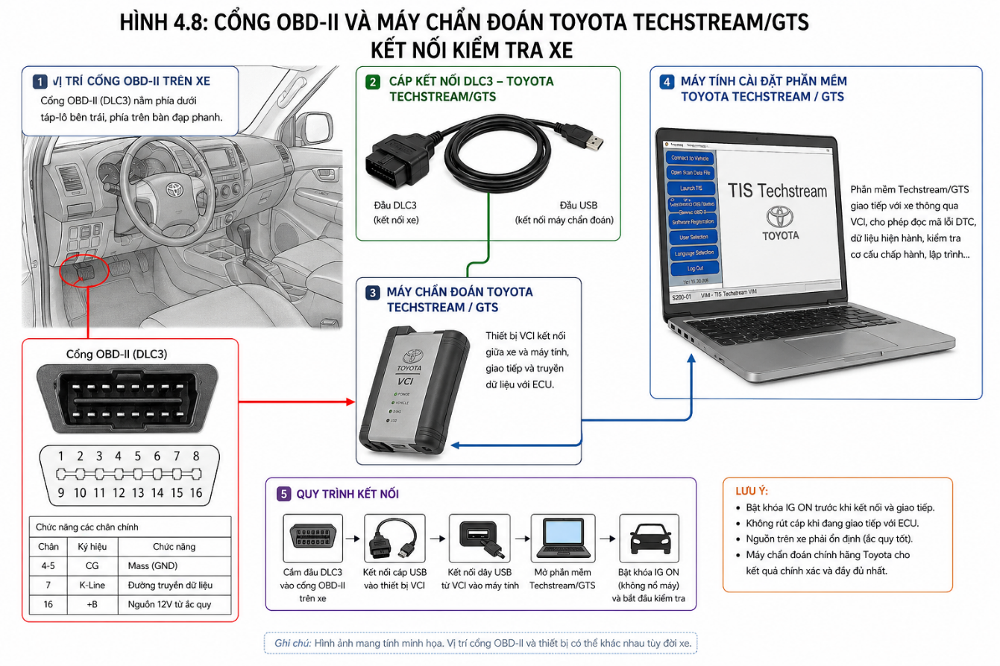 HÌNH 4.8: CỔNG OBD-II VÀ MÁY CHẨN ĐOÁN TOYOTA TECHSTREAM/GTS
KẾT NỐI KIỂM TRA XE
1 VỊ TRÍ CỔNG OBD-II TRÊN XE
Cổng OBD-II (DLC3) nằm phía dưới
táp-lô bên trái, phía trên bàn đạp phanh.
2 CÁP KẾT NỐI DLC3 – TOYOTA
TECHSTREAM/GTS
Đầu DLC3
(kết nối xe)
Đầu USB
(kết nối máy chẩn đoán)
3 MÁY CHẨN ĐOÁN TOYOTA
TECHSTREAM / GTS
Thiết bị VCI kết nối
giữa xe và máy tính,
giao tiếp và truyền
dữ liệu với ECU.
TOYOTA
VCI
POWER
VEHICLE
USB
4 MÁY TÍNH CÀI ĐẶT PHẦN MỀM
TOYOTA TECHSTREAM / GTS
Connect to Vehicle
Open Scan Data File
Launch TIS
Software Registration
User Selection
Language Selection
Log Out
TIS Techstream
TOYOTA
S200-01 VIM - TIS Techstream VIM
Phần mềm Techstream/GTS
giao tiếp với xe thông qua
VCI, cho phép đọc mã lỗi DTC,
dữ liệu hiện hành, kiểm tra
cơ cấu chấp hành, lập trình...
Cổng OBD-II (DLC3)
1 2 3 4 5 6 7 8
9 10 11 12 13 14 15 16
Chức năng các chân chính
Chân Ký hiệu Chức năng
4-5 CG Mass (GND)
7 K-Line Đường truyền dữ liệu
16 +B Nguồn 12V từ ắc quy
5 QUY TRÌNH KẾT NỐI
Cắm đầu DLC3
vào cổng OBD-II
trên xe
Kết nối cáp USB
vào thiết bị VCI
Kết nối dây USB
từ VCI vào máy tính
Mở phần mềm
Techstream/GTS
Bật khóa IG ON
(không nổ máy)
và bắt đầu kiểm tra
LƯU Ý:
• Bật khóa IG ON trước khi kết nối và giao tiếp.
• Không rút cáp khi đang giao tiếp với ECU.
• Nguồn trên xe phải ổn định (ắc quy tốt).
• Máy chẩn đoán chính hãng Toyota cho
kết quả chính xác và đầy đủ nhất.
Ghi chú: Hình ảnh mang tính minh họa. Vị trí cổng OBD-II và thiết bị có thể khác nhau tùy đời xe.